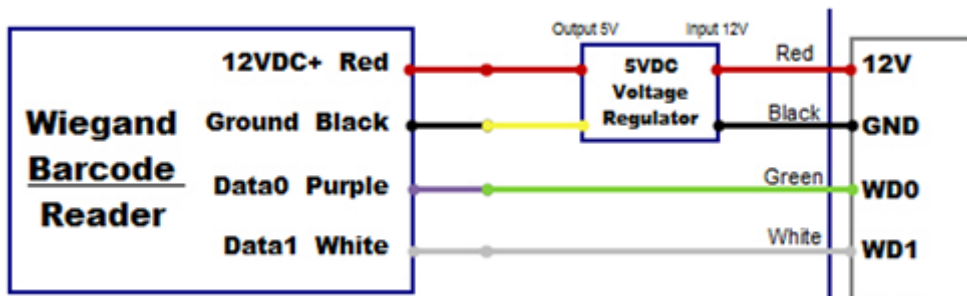 Output 5V Input 12V
12VDC+ Red
Red
12V
5VDC
Voltage
Regulator
Wiegand
Barcode
Reader
Ground Black
Black
GND
Data0 Purple
Green
WD0
Data1 White
White
WD1